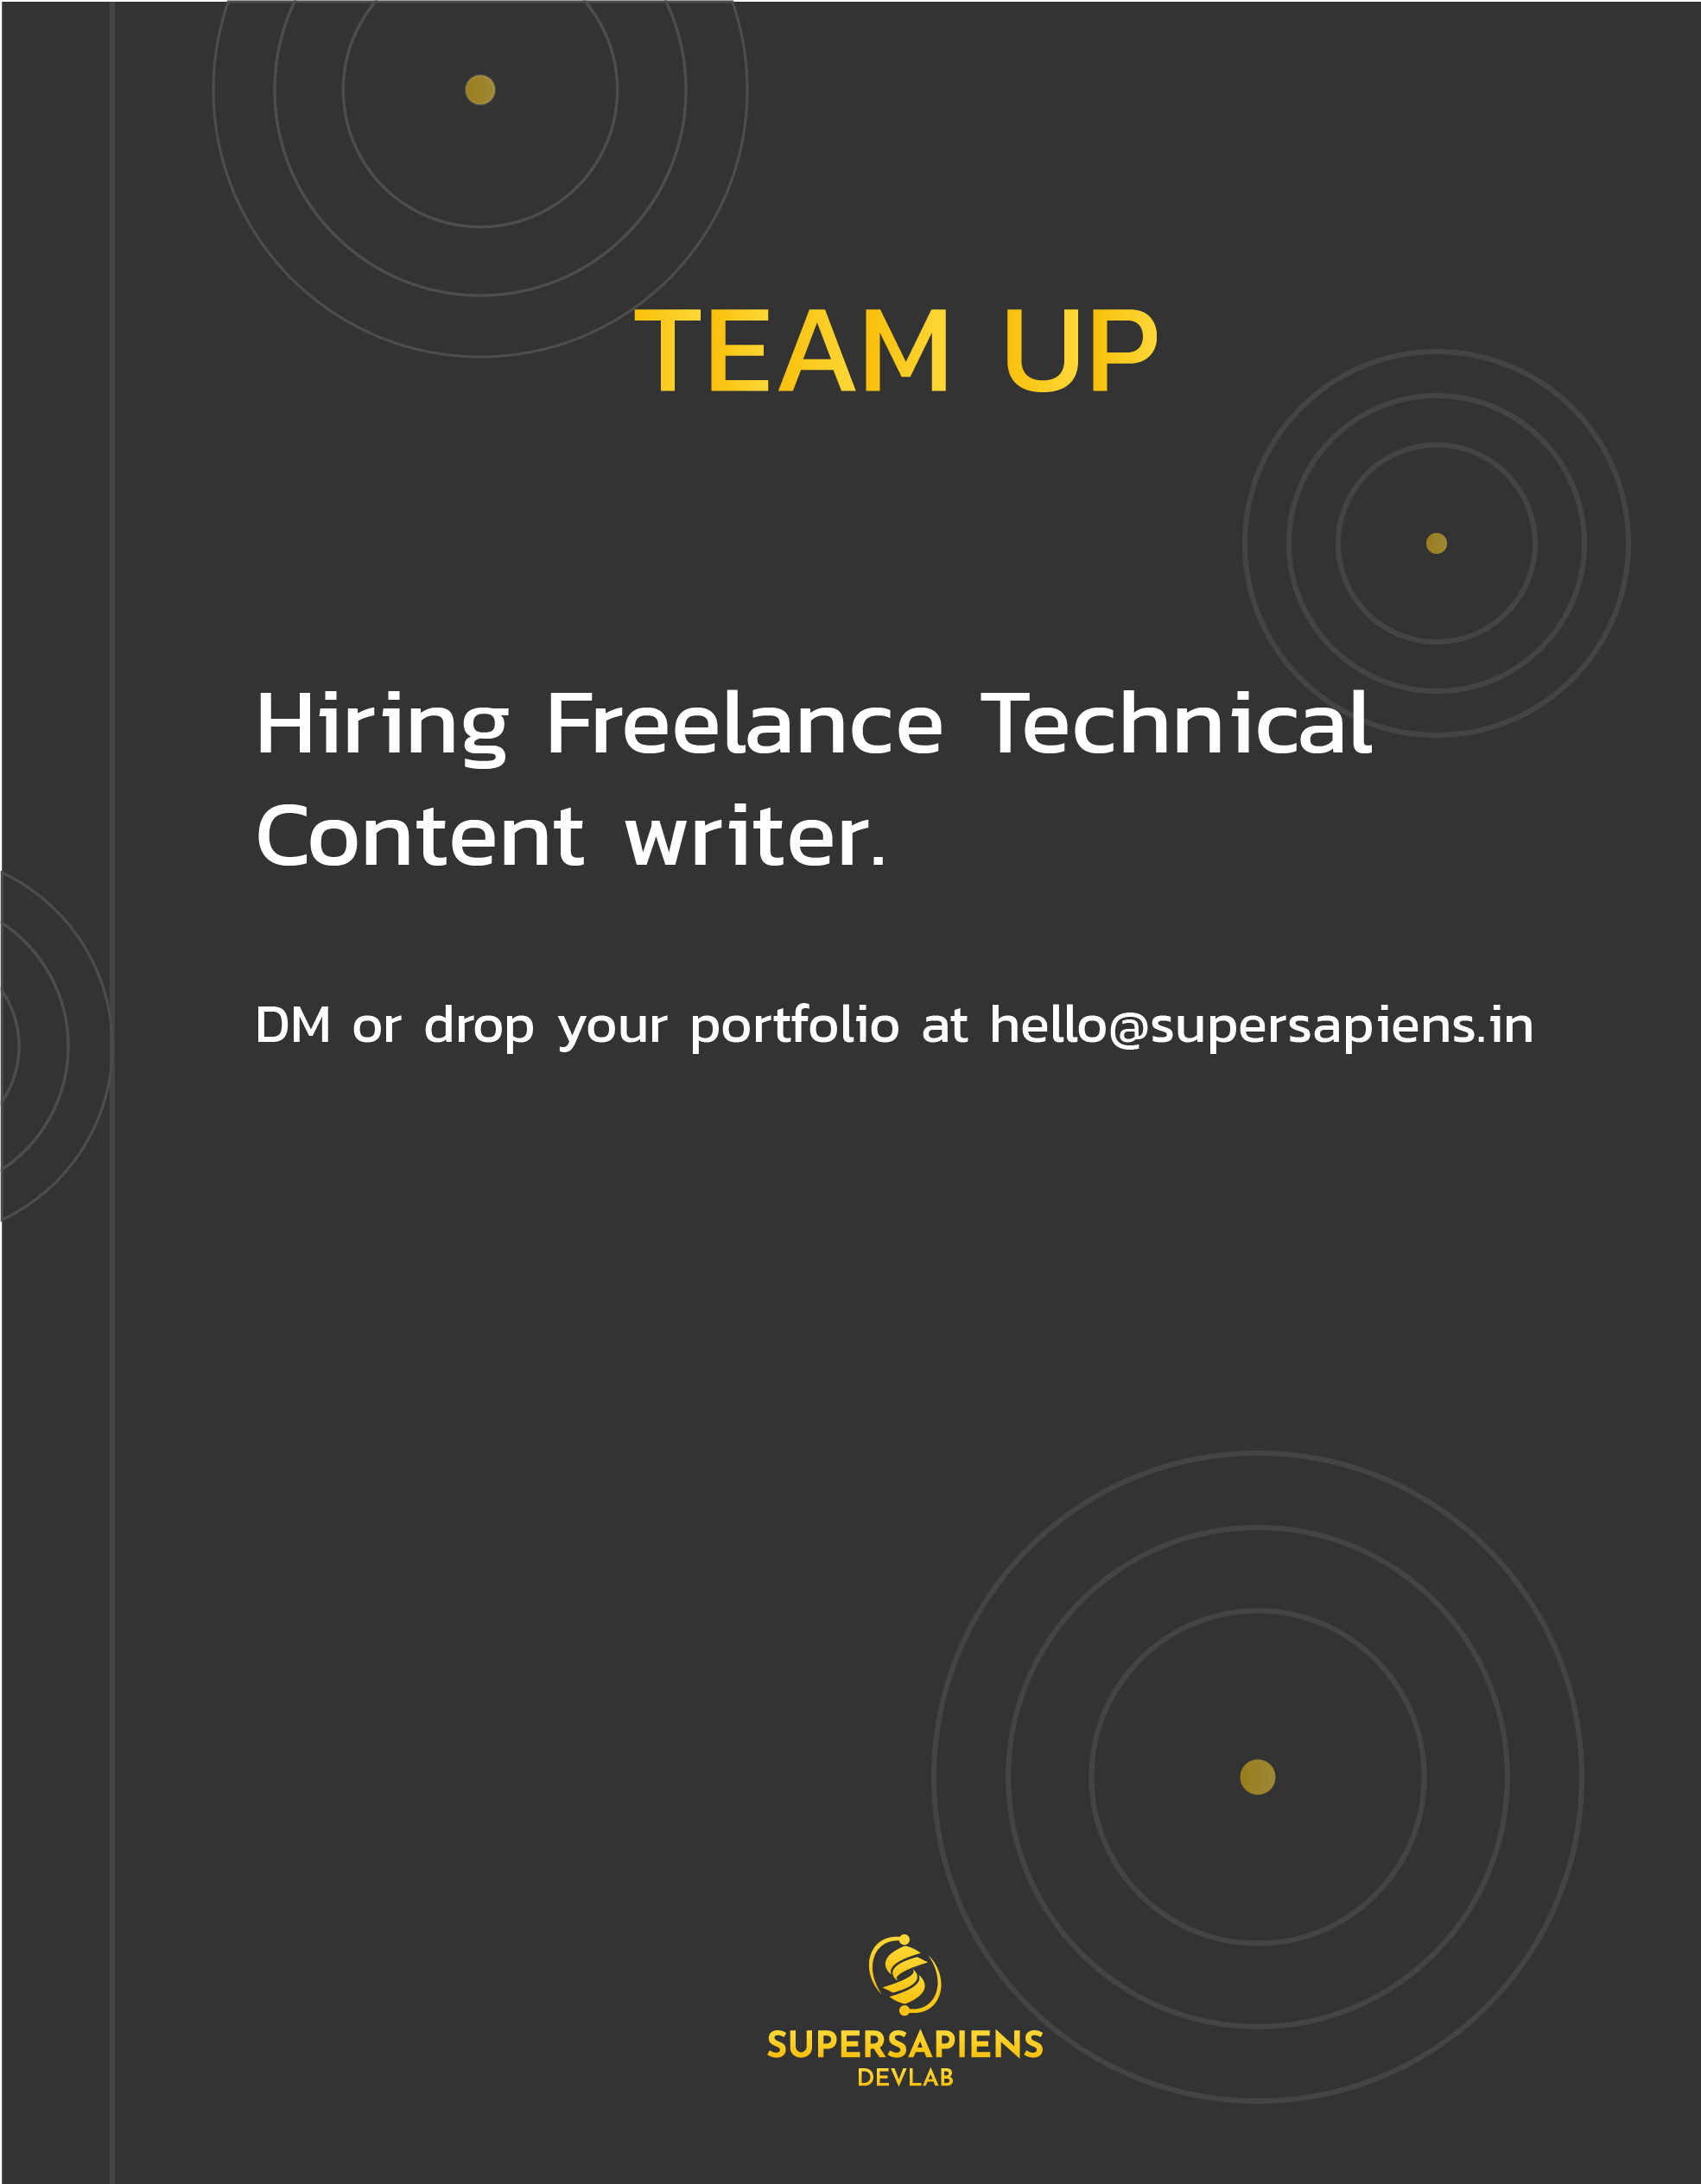 TEAM UP
Hiring Freelance Technical
Content writer.
DM or drop your portfolio at hello@supersapiens.in
SUPERSAPIENS
DEVLAB